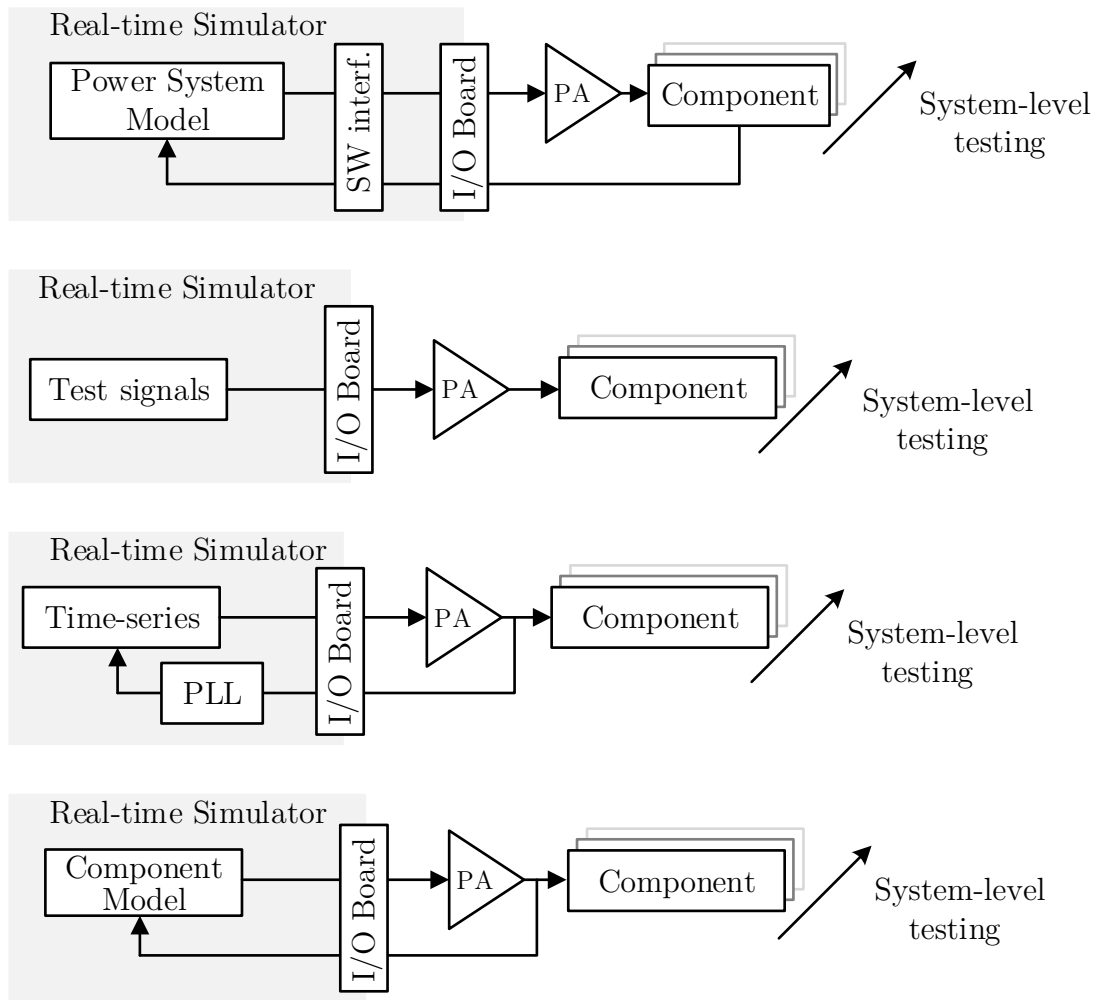 Real-time Simulator
Power System
Model
SW interf.
I/O Board
PA
Component
System-level
testing
Real-time Simulator
Test signals
I/O Board
PA
Component
System-level
testing
Real-time Simulator
Time-series
PLL
I/O Board
PA
Component
System-level
testing
Real-time Simulator
Component
Model
I/O Board
PA
Component
System-level
testing